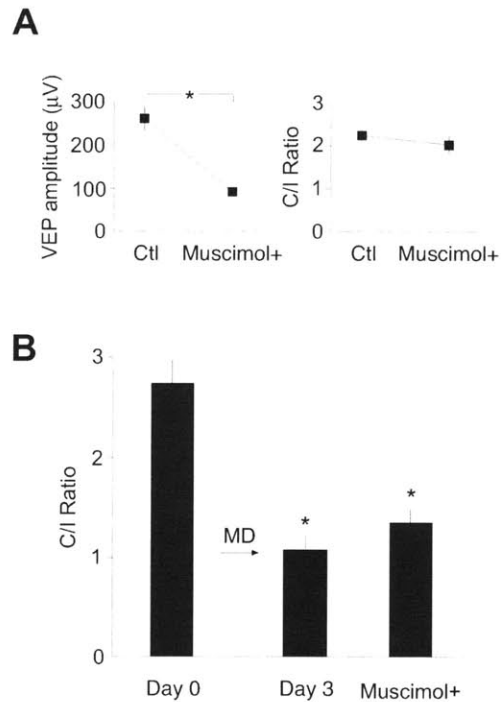 A
VEP amplitude (μV)
300
200
100
0
*
Ctl
Muscimol+
C/I Ratio
3
2
1
0
Ctl
Muscimol+
B
C/I Ratio
3
2
1
0
MD
*
*
Day 0
Day 3
Muscimol+